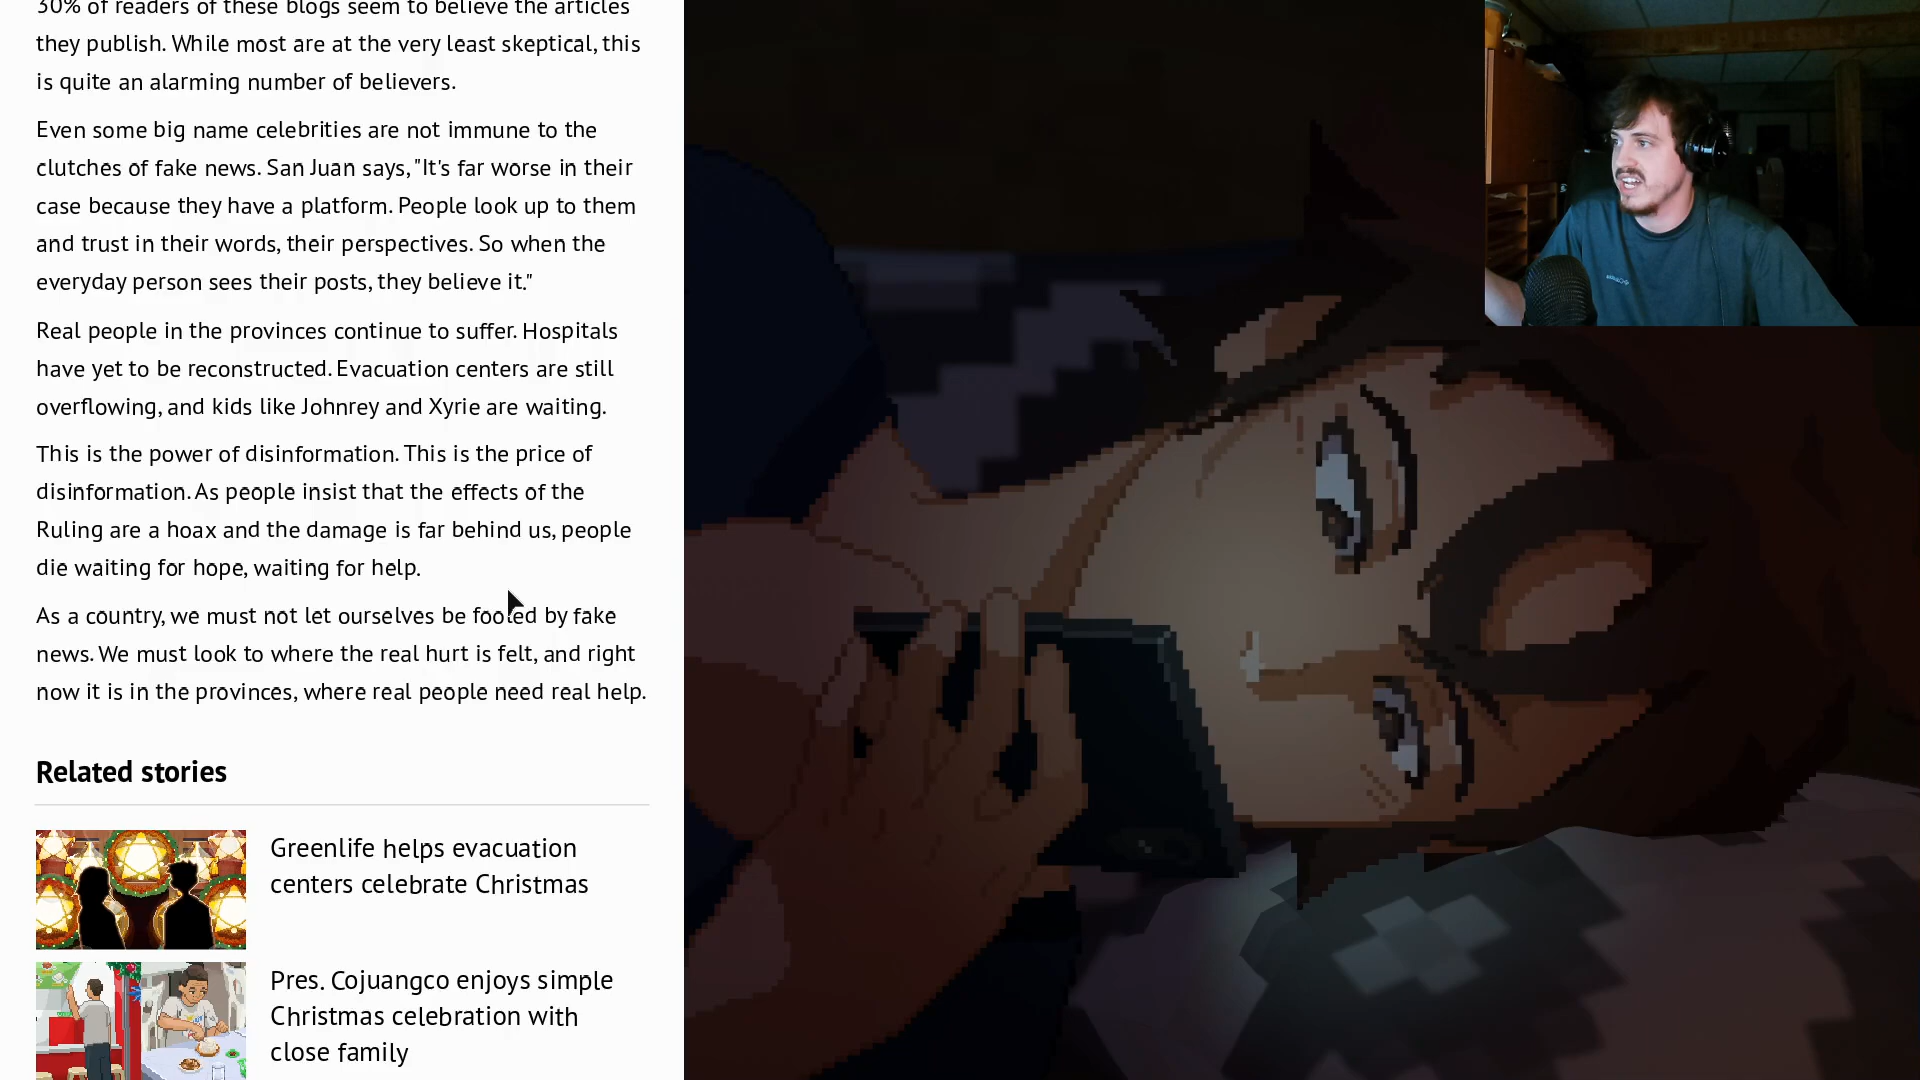 30% of readers of these blogs seem to believe the articles
they publish. While most are at the very least skeptical, this
is quite an alarming number of believers.
Even some big name celebrities are not immune to the
clutches of fake news. San Juan says, "It's far worse in their
case because they have a platform. People look up to them
and trust in their words, their perspectives. So when the
everyday person sees their posts, they believe it."
Real people in the provinces continue to suffer. Hospitals
have yet to be reconstructed. Evacuation centers are still
overflowing, and kids like Johnrey and Xyrie are waiting.
This is the power of disinformation. This is the price of
disinformation. As people insist that the effects of the
Ruling are a hoax and the damage is far behind us, people
die waiting for hope, waiting for help.
As a country, we must not let ourselves be fooled by fake
news. We must look to where the real hurt is felt, and right
now it is in the provinces, where real people need real help.
Related stories
Greenlife helps evacuation
centers celebrate Christmas
Pres. Cojuangco enjoys simple
Christmas celebration with
close family